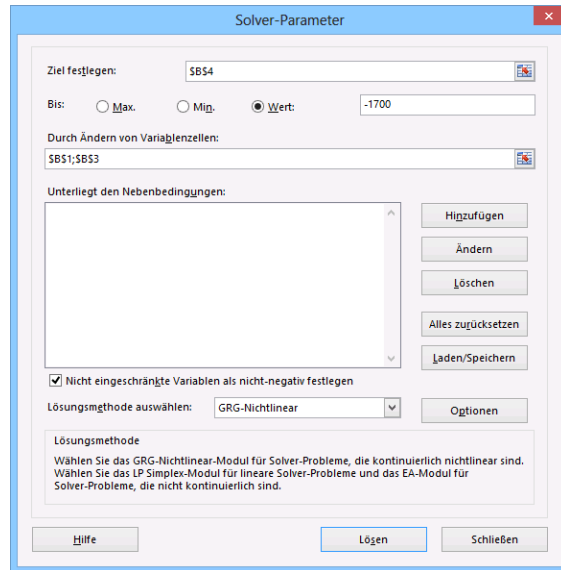 Solver-Parameter
Ziel festlegen: $B$4
Bis: Max. Min. Wert: -1700
Durch Ändern von Variablenzellen:
$B$1;$B$3
Unterliegt den Nebenbedingungen:
Hinzufügen
Ändern
Löschen
Alles zurücksetzen
Laden/Speichern
Nicht eingeschränkte Variablen als nicht-negativ festlegen
Lösungsmethode auswählen: GRG-Nichtlinear Optionen
Lösungsmethode
Wählen Sie das GRG-Nichtlinear-Modul für Solver-Probleme, die kontinuierlich nichtlinear sind.
Wählen Sie das LP Simplex-Modul für lineare Solver-Probleme und das EA-Modul für
Solver-Probleme, die nicht kontinuierlich sind.
Hilfe Lösen Schließen